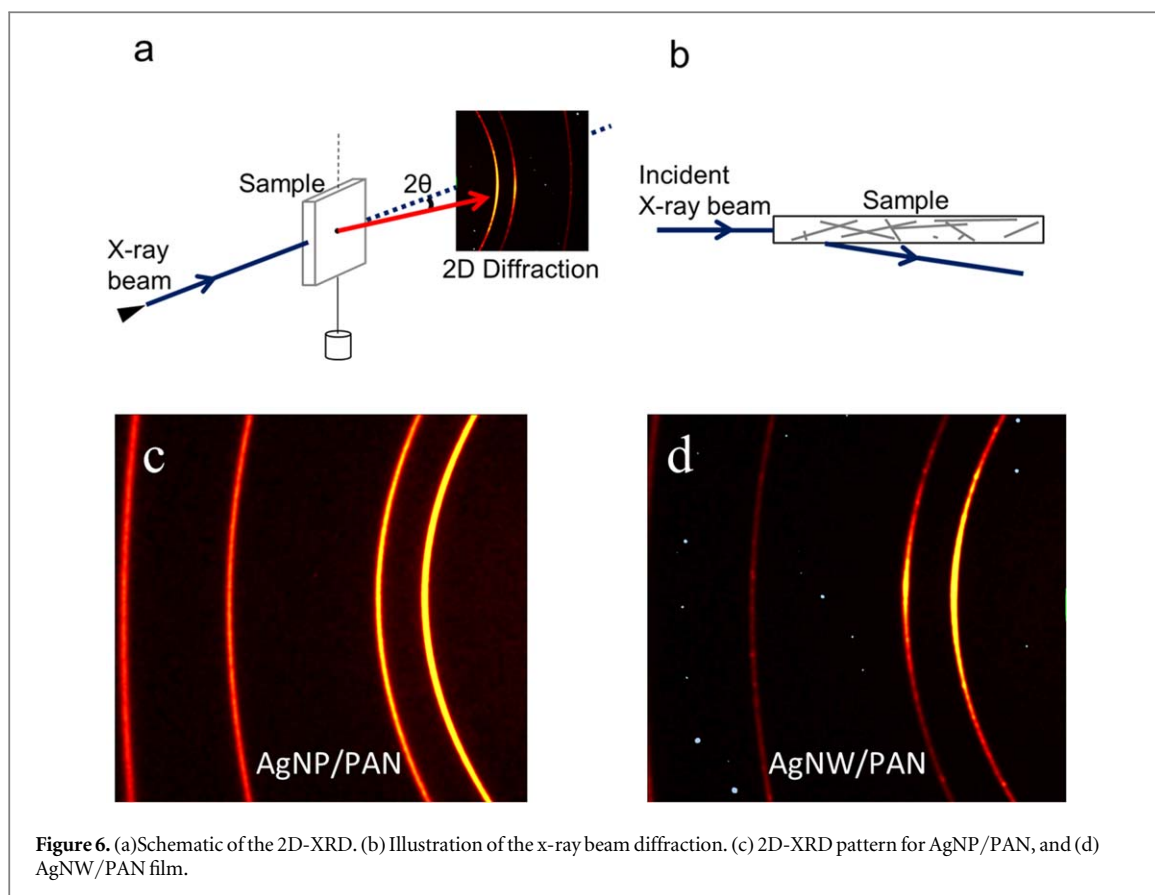 a
b
Sample
2θ
X-ray
beam
2D Diffraction
Incident
X-ray beam
Sample
c
AgNP/PAN
d
AgNW/PAN
Figure 6. (a)Schematic of the 2D-XRD. (b) Illustration of the x-ray beam diffraction. (c) 2D-XRD pattern for AgNP/PAN, and (d)
AgNW/PAN film.